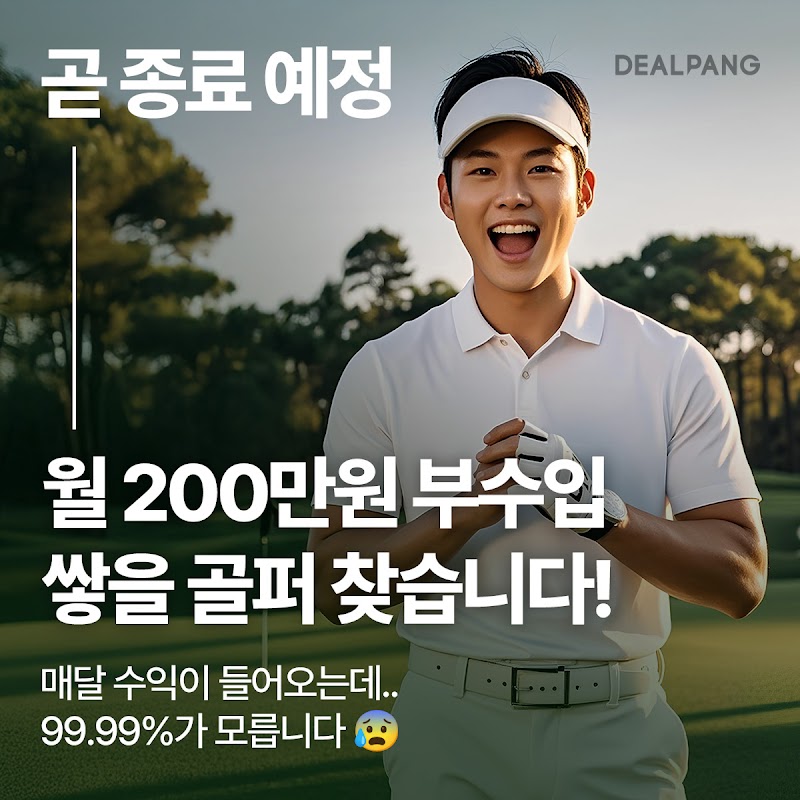 곧 종료 예정
DEALPANG
월 200만원 부수입
쌓을 골퍼 찾습니다!
매달 수익이 들어오는데..
99.99%가 모릅니다 😰